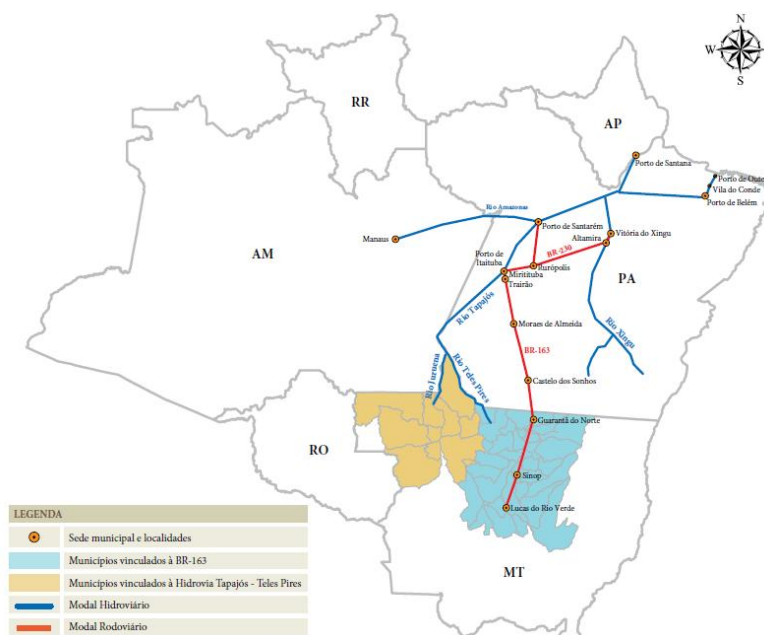 N
W
S
RR
AP
Porto de Santana
Vila do Conde
Porto de Belém
Rio Amazonas
Manaus
Porto de Santarém
Vitória do Xingu
Altamira
AM
Porto de
Itaituba
Miritituba
Trairão
Rurópolis
BR-230
PA
Rio Tapajós
Moraes de Almeida
Rio Xingu
BR-163
Rio Juruena
Rio Teles Pires
Castelo dos Sonhos
Guarantã do Norte
RO
Sinop
Lucas do Rio Verde
MT
LEGENDA
Sede municipal e localidades
Municípios vinculados à BR-163
Municípios vinculados à Hidrovia Tapajós - Teles Pires
Modal Hidroviário
Modal Rodoviário